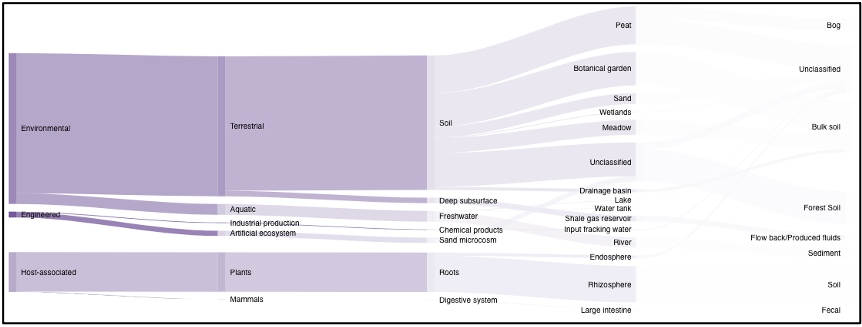 Environmental
Engineered
Host-associated
Terrestrial
Aquatic
Industrial production
Artificial ecosystem
Plants
Mammals
Soil
Deep subsurface
Freshwater
Chemical products
Sand microcosm
Roots
Digestive system
Peat
Botanical garden
Sand
Wetlands
Meadow
Unclassified
Drainage basin
Lake
Water tank
Shale gas reservoir
Input fracking water
River
Endosphere
Rhizosphere
Large intestine
Bog
Unclassified
Bulk soil
Forest Soil
Flow back/Produced fluids
Sediment
Soil
Fecal